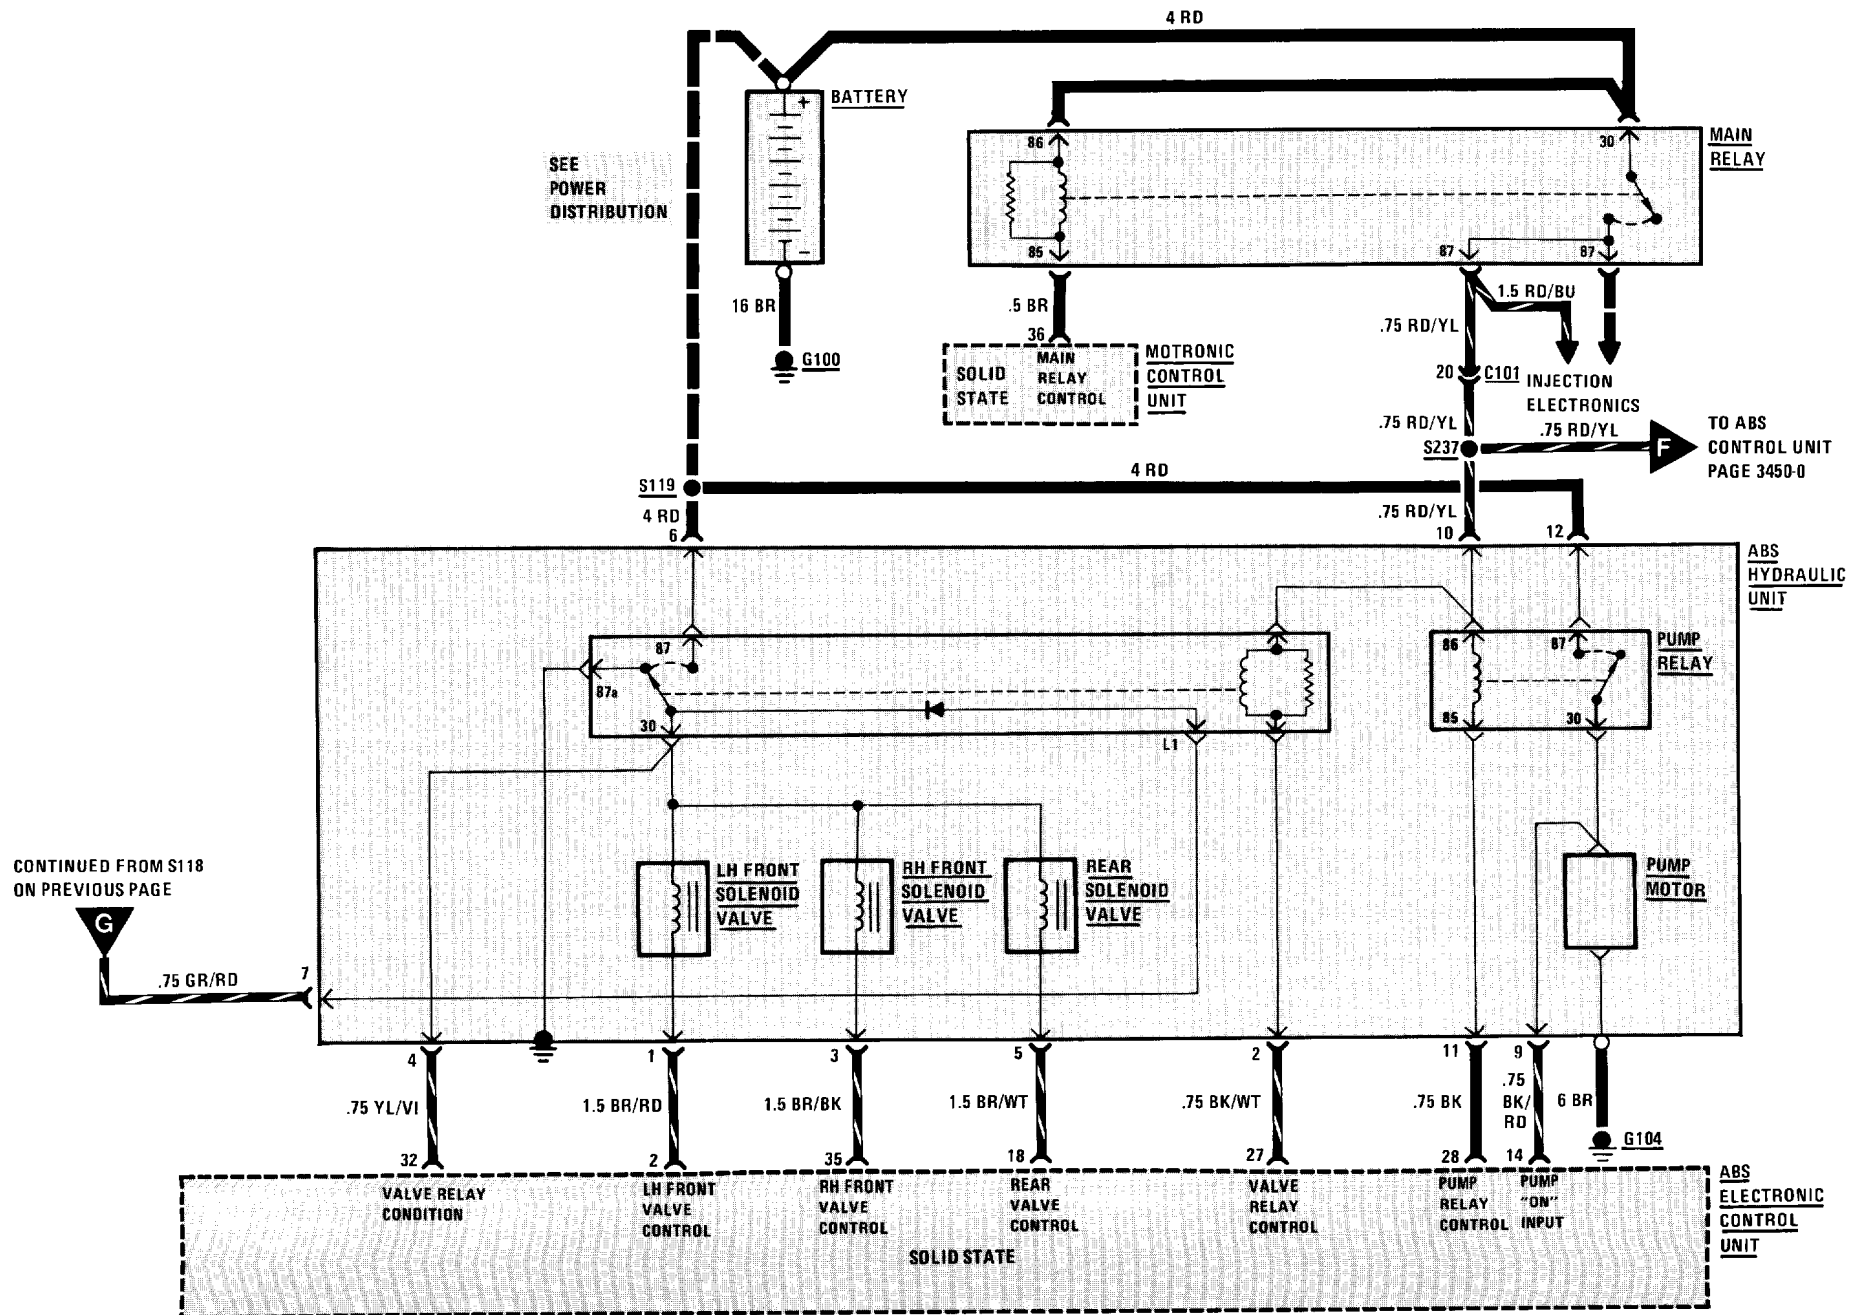 4 RD
BATTERY
+
−
SEE
POWER
DISTRIBUTION
MAIN
RELAY
86
30
85
87
87
16 BR
G100
.5 BR
36
SOLID
STATE
MAIN
RELAY
CONTROL
MOTRONIC
CONTROL
UNIT
1.5 RD/BU
.75 RD/YL
20
C101
INJECTION
ELECTRONICS
.75 RD/YL
.75 RD/YL
S237
F
TO ABS
CONTROL UNIT
PAGE 3450-0
4 RD
S119
4 RD
6
.75 RD/YL
10
12
ABS
HYDRAULIC
UNIT
87
87a
30
L1
86
87
85
30
PUMP
RELAY
LH FRONT
SOLENOID
VALVE
RH FRONT
SOLENOID
VALVE
REAR
SOLENOID
VALVE
PUMP
MOTOR
CONTINUED FROM S118
ON PREVIOUS PAGE
G
.75 GR/RD
7
4
1
3
5
2
11
9
.75 YL/VI
1.5 BR/RD
1.5 BR/BK
1.5 BR/WT
.75 BK/WT
.75 BK
.75
BK/
RD
6 BR
G104
32
2
35
18
27
28
14
VALVE RELAY
CONDITION
LH FRONT
VALVE
CONTROL
RH FRONT
VALVE
CONTROL
REAR
VALVE
CONTROL
VALVE
RELAY
CONTROL
PUMP
RELAY
CONTROL
PUMP
"ON"
INPUT
SOLID STATE
ABS
ELECTRONIC
CONTROL
UNIT